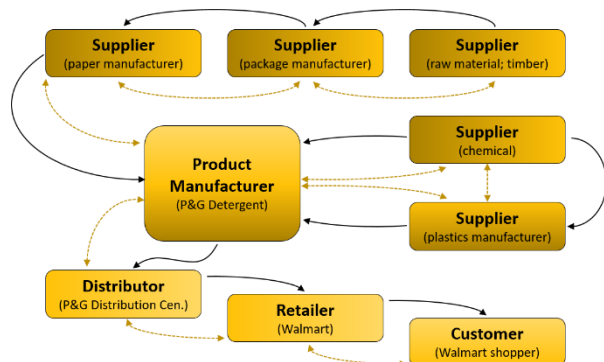 Supplier
(paper manufacturer)
Supplier
(package manufacturer)
Supplier
(raw material; timber)
Product
Manufacturer
(P&G Detergent)
Supplier
(chemical)
Supplier
(plastics manufacturer)
Distributor
(P&G Distribution Cen.)
Retailer
(Walmart)
Customer
(Walmart shopper)